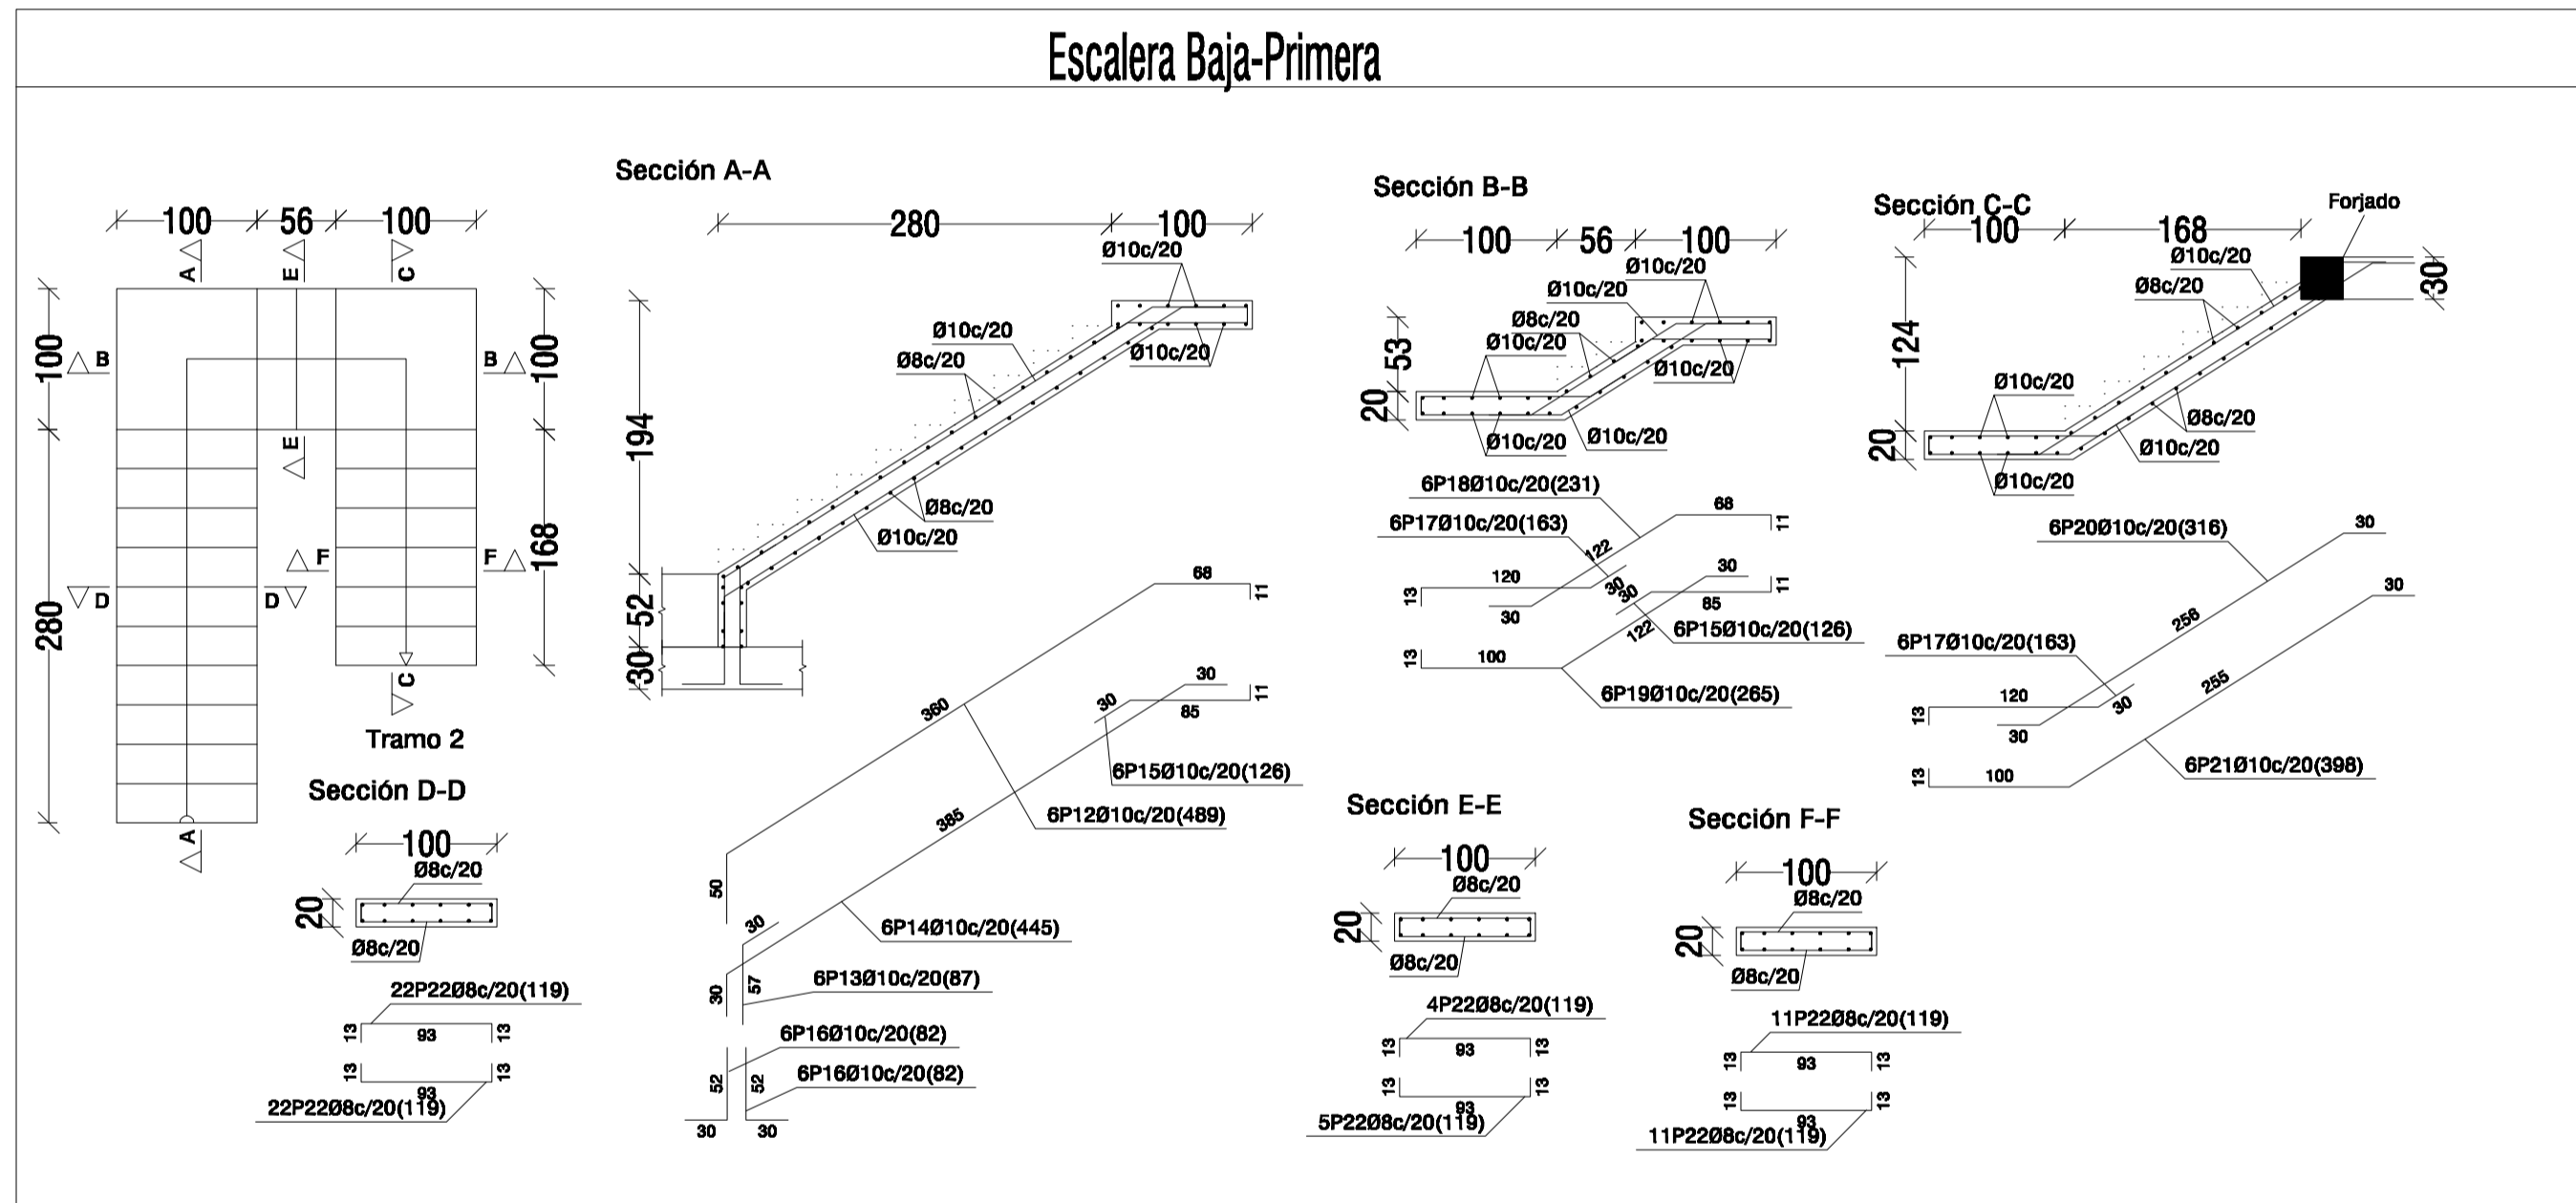 Escalera Baja-Primera
100
56
100
A
E
C
100
B
B
100
E
280
168
F
F
D
D
A
C
Tramo 2
Sección D-D
100
Ø8c/20
20
Ø8c/20
22P22Ø8c/20(119)
13
93
13
13
93
13
22P22Ø8c/20(119)
Sección A-A
280
100
Ø10c/20
Ø10c/20
Ø8c/20
Ø10c/20
194
Ø8c/20
Ø10c/20
52
30
68
11
360
30
30
11
85
6P15Ø10c/20(126)
6P12Ø10c/20(489)
385
50
30
6P14Ø10c/20(445)
30
57
6P13Ø10c/20(87)
6P16Ø10c/20(82)
52
52
6P16Ø10c/20(82)
30
30
Sección B-B
100
56
100
Ø10c/20
Ø10c/20
Ø8c/20
Ø10c/20
53
Ø10c/20
20
Ø10c/20
Ø10c/20
6P18Ø10c/20(231)
68
11
6P17Ø10c/20(163)
122
120
30
30
30
11
13
30
85
6P15Ø10c/20(126)
122
13
100
6P19Ø10c/20(265)
Sección C-C
Forjado
100
168
Ø10c/20
30
Ø8c/20
124
Ø10c/20
Ø8c/20
20
Ø10c/20
Ø10c/20
6P20Ø10c/20(316)
30
30
256
6P17Ø10c/20(163)
255
120
13
30
30
13
100
6P21Ø10c/20(398)
Sección E-E
100
Ø8c/20
20
Ø8c/20
4P22Ø8c/20(119)
13
93
13
13
93
13
5P22Ø8c/20(119)
Sección F-F
100
Ø8c/20
20
Ø8c/20
11P22Ø8c/20(119)
13
93
13
13
93
13
11P22Ø8c/20(119)